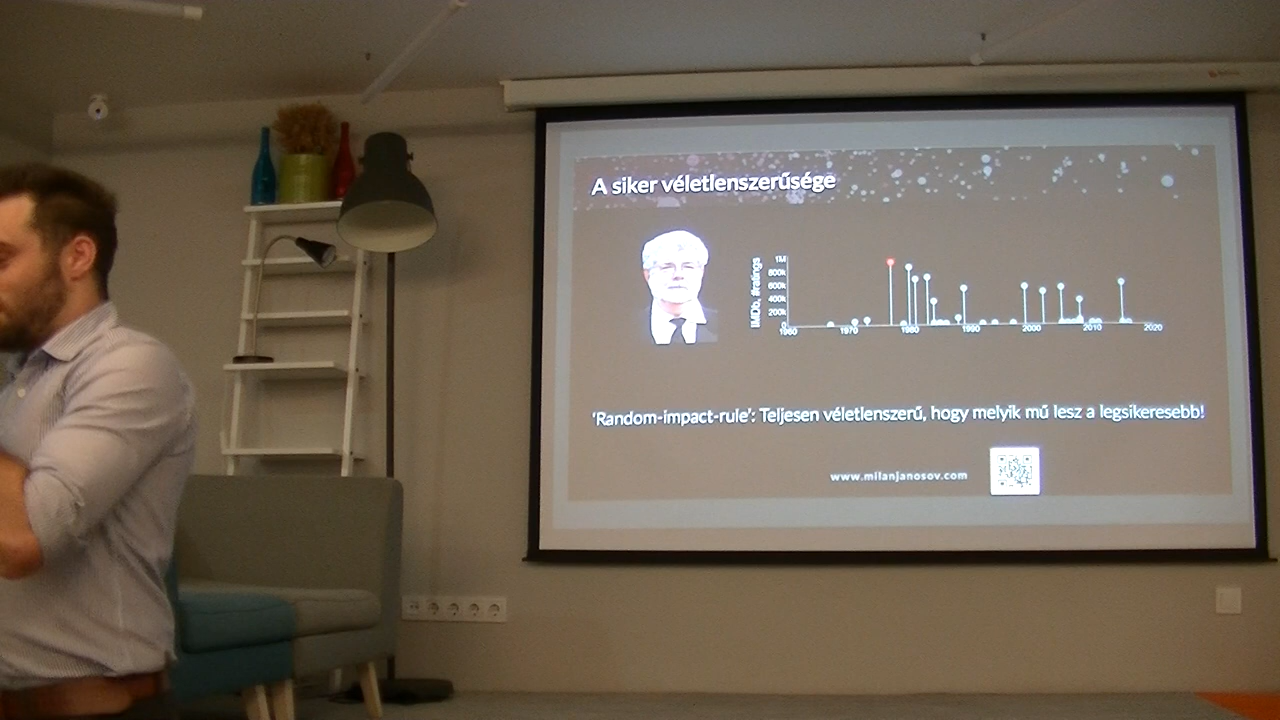 A siker véletlenszerűsége
IMDb, #ratings
1M
800k
600k
400k
200k
0
1960 1970 1980 1990 2000 2010 2020
'Random-impact-rule': Teljesen véletlenszerű, hogy melyik mű lesz a legsikeresebb!
www.milanjanosov.com